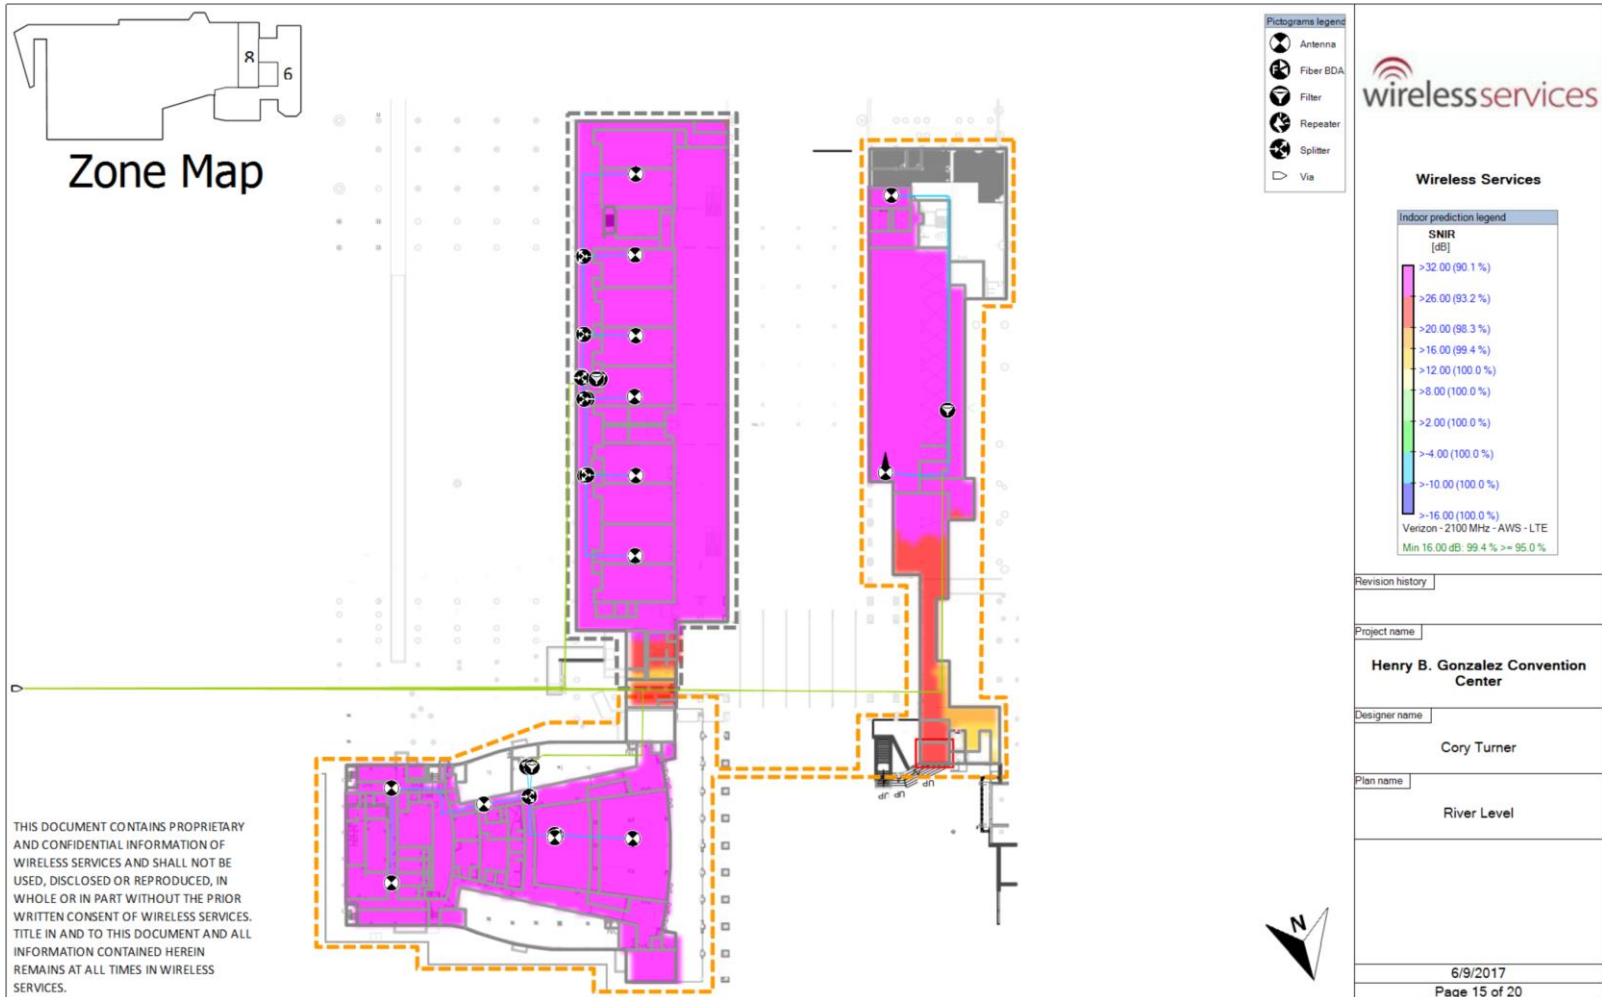 8
9
Zone Map
Pictograms legend
Antenna
Fiber BDA
Filter
Repeater
Splitter
Via
wirelessservices
Wireless Services
Indoor prediction legend
SNIR
[dB]
>32.00 (90.1 %)
>26.00 (93.2 %)
>20.00 (98.3 %)
>16.00 (99.4 %)
>12.00 (100.0 %)
>8.00 (100.0 %)
>2.00 (100.0 %)
>-4.00 (100.0 %)
>-10.00 (100.0 %)
>-16.00 (100.0 %)
Verizon - 2100 MHz - AWS - LTE
Min 16.00 dB: 99.4 % >= 95.0 %
Revision history
Project name
Henry B. Gonzalez Convention
Center
Designer name
Cory Turner
Plan name
River Level
6/9/2017
Page 15 of 20
UP
UP
N
THIS DOCUMENT CONTAINS PROPRIETARY
AND CONFIDENTIAL INFORMATION OF
WIRELESS SERVICES AND SHALL NOT BE
USED, DISCLOSED OR REPRODUCED, IN
WHOLE OR IN PART WITHOUT THE PRIOR
WRITTEN CONSENT OF WIRELESS SERVICES.
TITLE IN AND TO THIS DOCUMENT AND ALL
INFORMATION CONTAINED HEREIN
REMAINS AT ALL TIMES IN WIRELESS
SERVICES.